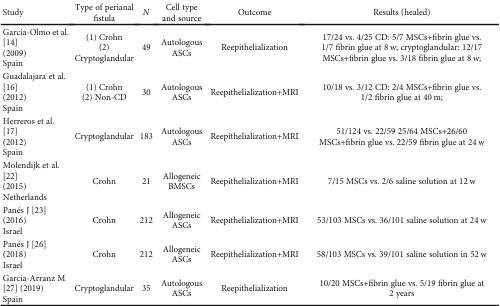 Study Type of perianal fistula N Cell type and source Outcome Results (healed)
Garcia-Olmo et al. [14] (2009) Spain (1) Crohn (2) Cryptoglandular 49 Autologous ASCs Reepithelialization 17/24 vs. 4/25 CD: 5/7 MSCs+fibrin glue vs. 1/7 fibrin glue at 8 w; cryptoglandular: 12/17 MSCs+fibrin glue vs. 3/18 fibrin glue at 8 w;
Guadalajara et al. [16] (2012) Spain (1) Crohn (2) Non-CD 30 Autologous ASCs Reepithelialization+MRI 10/18 vs. 3/12 CD: 2/4 MSCs+fibrin glue vs. 1/2 fibrin glue at 40 m;
Herreros et al. [17] (2012) Spain Cryptoglandular 183 Autologous ASCs Reepithelialization+MRI 51/124 vs. 22/59 25/64 MSCs+26/60 MSCs+fibrin glue vs. 22/59 fibrin glue at 24 w
Molendijk et al. [22] (2015) Netherlands Crohn 21 Allogeneic BMSCs Reepithelialization+MRI 7/15 MSCs vs. 2/6 saline solution at 12 w
Panés J [23] (2016) Israel Crohn 212 Allogeneic ASCs Reepithelialization+MRI 53/103 MSCs vs. 36/101 saline solution at 24 w
Panés J [26] (2018) Israel Crohn 212 Allogeneic ASCs Reepithelialization+MRI 58/103 MSCs vs. 39/101 saline solution in 52 w
Garcia-Arranz M [27] (2019) Spain Cryptoglandular 35 Autologous ASCs Reepithelialization 10/20 MSCs+fibrin glue vs. 5/19 fibrin glue at 2 years